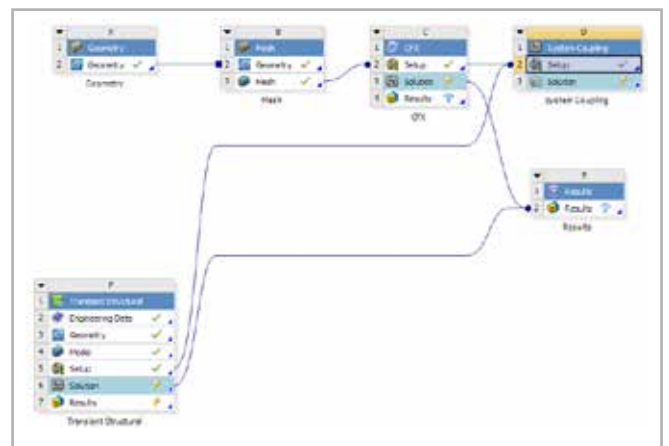 A
1 Geometry
2 Geometry
Geometry
B
1 Mesh
2 Geometry
3 Mesh
Mesh
C
1 CFX
2 Setup
3 Solution
4 Results
CFX
D
1 System Coupling
2 Setup
3 Solution
System Coupling
1 Results
2 Results
Results
F
1 Transient Structural
2 Engineering Data
3 Geometry
4 Model
5 Setup
6 Solution
7 Results
Transient Structural